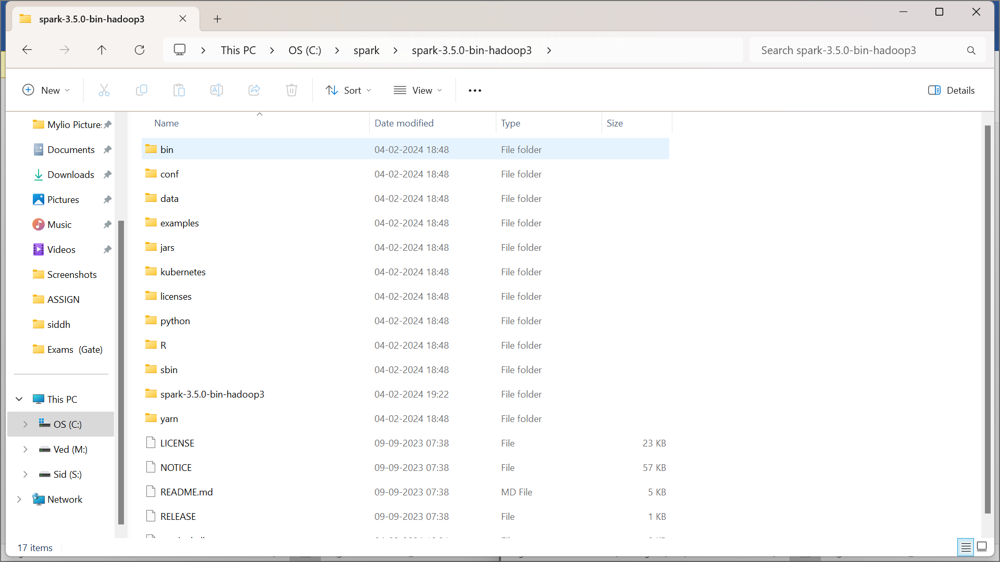 spark-3.5.0-bin-hadoop3
This PC OS (C:) spark spark-3.5.0-bin-hadoop3 Search spark-3.5.0-bin-hadoop3
New Sort View Details
Name Date modified Type Size
Mylio Pictures
Documents
Downloads
Pictures
Music
Videos
Screenshots
ASSIGN
siddh
Exams (Gate)
This PC
OS (C:)
Ved (M:)
Sid (S:)
Network
bin 04-02-2024 18:48 File folder
conf 04-02-2024 18:48 File folder
data 04-02-2024 18:48 File folder
examples 04-02-2024 18:48 File folder
jars 04-02-2024 18:48 File folder
kubernetes 04-02-2024 18:48 File folder
licenses 04-02-2024 18:48 File folder
python 04-02-2024 18:48 File folder
R 04-02-2024 18:48 File folder
sbin 04-02-2024 18:48 File folder
spark-3.5.0-bin-hadoop3 04-02-2024 19:22 File folder
yarn 04-02-2024 18:48 File folder
LICENSE 09-09-2023 07:38 File 23 KB
NOTICE 09-09-2023 07:38 File 57 KB
README.md 09-09-2023 07:38 MD File 5 KB
RELEASE 09-09-2023 07:38 File 1 KB
17 items